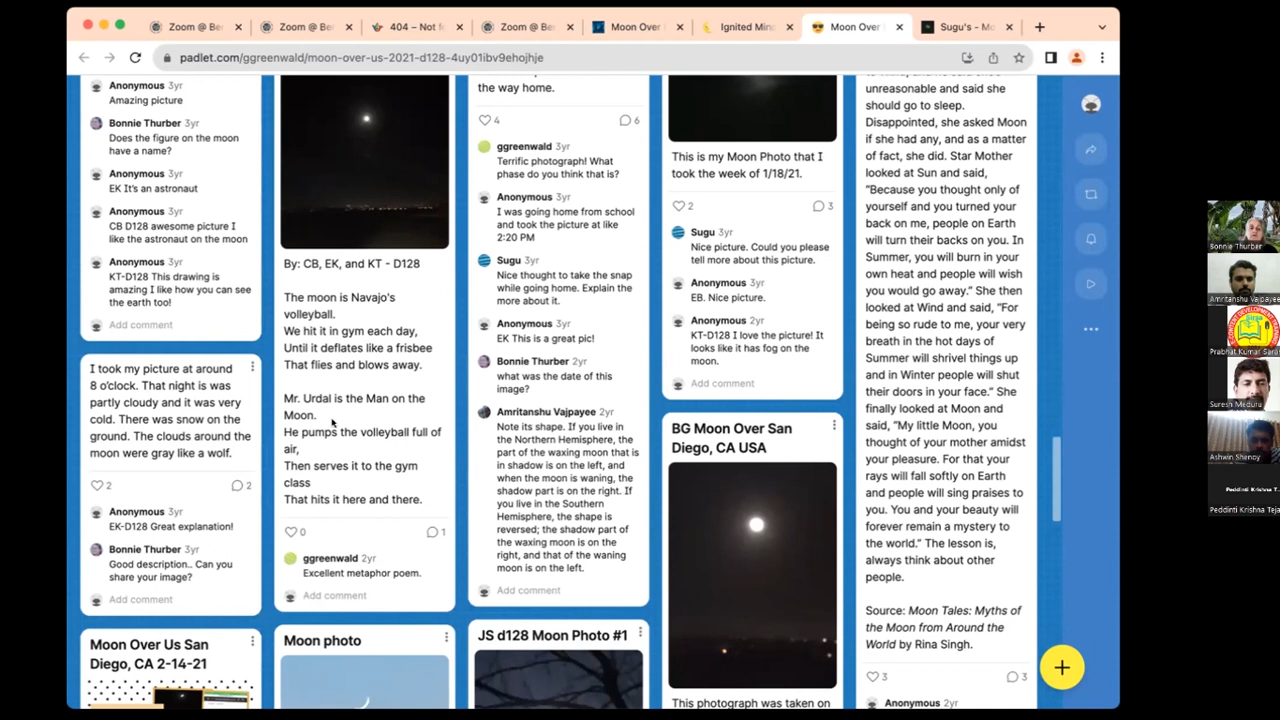 Zoom @ Be
Zoom @ Be
404 – Not f
Zoom @ Be
Moon Over
Ignited Min
Moon Over
Sugu's - Mo
padlet.com/ggreenwald/moon-over-us-2021-d128-4uy01ibv9ehojhje
Anonymous 3yr
Amazing picture
Bonnie Thurber 3yr
Does the figure on the moon
have a name?
Anonymous 3yr
EK It's an astronaut
Anonymous 3yr
CB D128 awesome picture I
like the astronaut on the moon
Anonymous 3yr
KT-D128 This drawing is
amazing I like how you can see
the earth too!
Add comment
I took my picture at around
8 o'clock. That night is was
partly cloudy and it was very
cold. There was snow on the
ground. The clouds around the
moon were gray like a wolf.
2
2
Anonymous 3yr
EK-D128 Great explanation!
Bonnie Thurber 3yr
Good description.. Can you
share your image?
Add comment
Moon Over Us San
Diego, CA 2-14-21
By: CB, EK, and KT - D128
The moon is Navajo's
volleyball.
We hit it in gym each day,
Until it deflates like a frisbee
That flies and blows away.
Mr. Urdal is the Man on the
Moon.
He pumps the volleyball full of
air,
Then serves it to the gym
class
That hits it here and there.
0
1
ggreenwald 2yr
Excellent metaphor poem.
Add comment
Moon photo
the way home.
4
6
ggreenwald 3yr
Terrific photograph! What
phase do you think that is?
Anonymous 3yr
I was going home from school
and took the picture at like
2:20 PM
Sugu 3yr
Nice thought to take the snap
while going home. Explain the
more about it.
Anonymous 3yr
EK This is a great pic!
Bonnie Thurber 2yr
what was the date of this
image?
Amritanshu Vajpayee 2yr
Note its shape. If you live in
the Northern Hemisphere, the
part of the waxing moon that is
in shadow is on the left, and
when the moon is waning, the
shadow part is on the right. If
you live in the Southern
Hemisphere, the shape is
reversed; the shadow part of
the waxing moon is on the
right, and that of the waning
moon is on the left.
Add comment
JS d128 Moon Photo #1
This is my Moon Photo that I
took the week of 1/18/21.
2
3
Sugu 3yr
Nice picture. Could you please
tell more about this picture.
Anonymous 3yr
EB. Nice picture.
Anonymous 2yr
KT-D128 I love the picture! It
looks like it has fog on the
moon.
Add comment
BG Moon Over San
Diego, CA USA
This photograph was taken on
unreasonable and said she
should go to sleep.
Disappointed, she asked Moon
if she had any, and as a matter
of fact, she did. Star Mother
looked at Sun and said,
"Because you thought only of
yourself and you turned your
back on me, people on Earth
will turn their backs on you. In
Summer, you will burn in your
own heat and people will wish
you would go away." She then
looked at Wind and said, "For
being so rude to me, your very
breath in the hot days of
Summer will shrivel things up
and in Winter people will shut
their doors in your face." She
finally looked at Moon and
said, "My little Moon, you
thought of your mother amidst
your pleasure. For that your
rays will fall softly on Earth
and people will sing praises to
you. You and your beauty will
forever remain a mystery to
the world." The lesson is,
always think about other
people.
Source: Moon Tales: Myths of
the Moon from Around the
World by Rina Singh.
3
3
Anonymous 2yr
Bonnie Thurber
Amritanshu Vajpayee
Prabhat Kumar Saras
Suresh Meduru
Ashwin Shenoy
Peddinti Krishna T...
Peddinti Krishna Teja